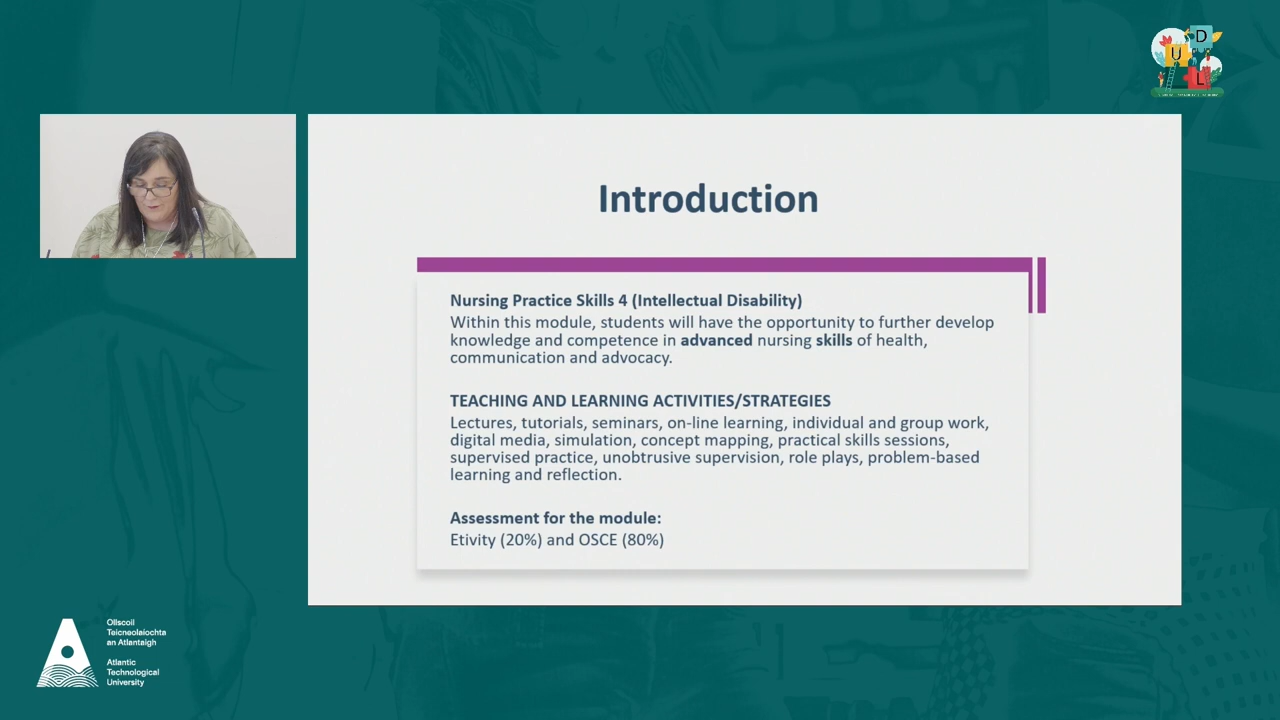 U
D
L
Introduction
Nursing Practice Skills 4 (Intellectual Disability)
Within this module, students will have the opportunity to further develop
knowledge and competence in advanced nursing skills of health,
communication and advocacy.
TEACHING AND LEARNING ACTIVITIES/STRATEGIES
Lectures, tutorials, seminars, on-line learning, individual and group work,
digital media, simulation, concept mapping, practical skills sessions,
supervised practice, unobtrusive supervision, role plays, problem-based
learning and reflection.
Assessment for the module:
Etivity (20%) and OSCE (80%)
Ollscoil
Teicneolaíochta
an Atlantaigh
Atlantic
Technological
University